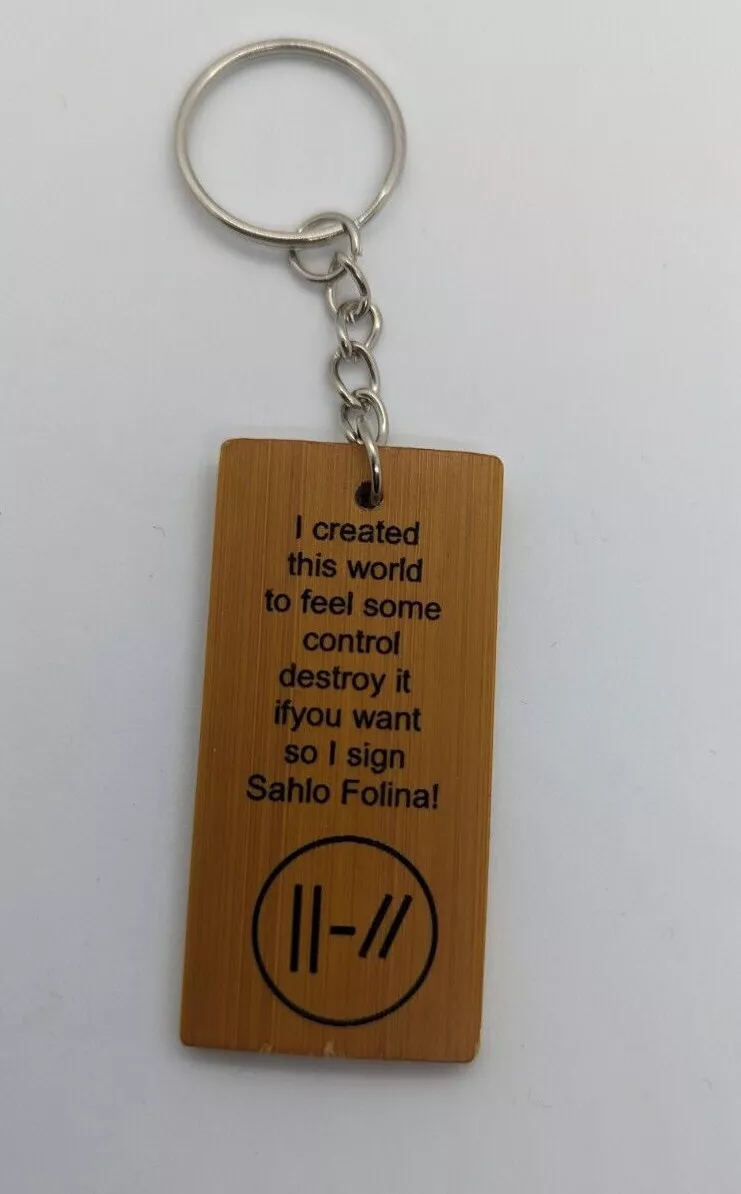 I created
this world
to feel some
control
destroy it
ifyou want
so I sign
Sahlo Folina!
||-//